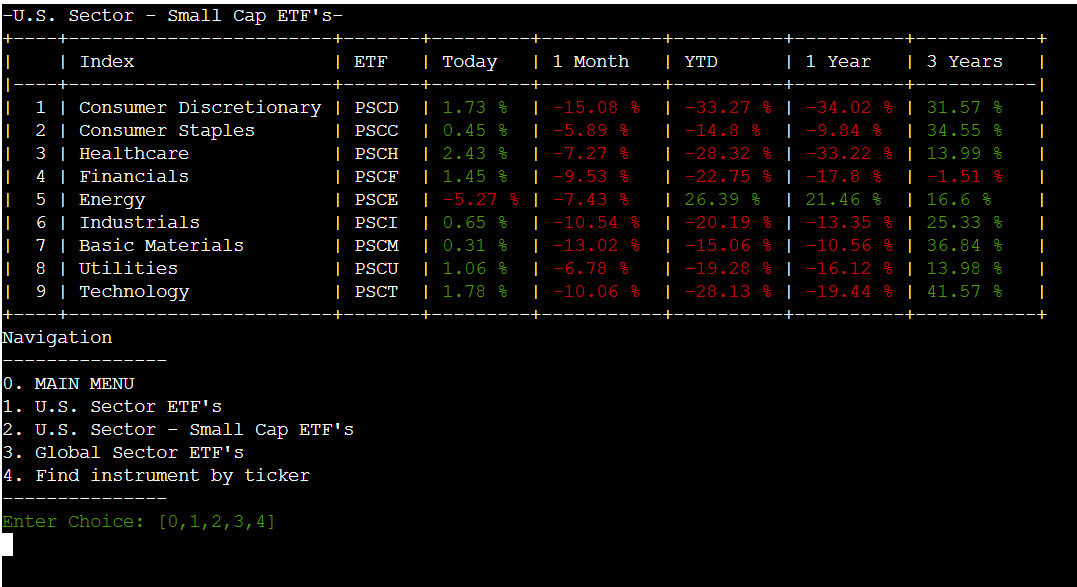 -U.S. Sector - Small Cap ETF's-
+----+------------------------+-------+---------+-----------+----------+----------+-----------+
|    | Index                  | ETF   | Today   | 1 Month   | YTD      | 1 Year   | 3 Years   |
|----+------------------------+-------+---------+-----------+----------+----------+-----------|
|  1 | Consumer Discretionary | PSCD  | 1.73 %  | -15.08 %  | -33.27 % | -34.02 % | 31.57 %   |
|  2 | Consumer Staples       | PSCC  | 0.45 %  | -5.89 %   | -14.8 %  | -9.84 %  | 34.55 %   |
|  3 | Healthcare             | PSCH  | 2.43 %  | -7.27 %   | -28.32 % | -33.22 % | 13.99 %   |
|  4 | Financials             | PSCF  | 1.45 %  | -9.53 %   | -22.75 % | -17.8 %  | -1.51 %   |
|  5 | Energy                 | PSCE  | -5.27 % | -7.43 %   | 26.39 %  | 21.46 %  | 16.6 %    |
|  6 | Industrials            | PSCI  | 0.65 %  | -10.54 %  | -20.19 % | -13.35 % | 25.33 %   |
|  7 | Basic Materials        | PSCM  | 0.31 %  | -13.02 %  | -15.06 % | -10.56 % | 36.84 %   |
|  8 | Utilities              | PSCU  | 1.06 %  | -6.78 %   | -19.28 % | -16.12 % | 13.98 %   |
|  9 | Technology             | PSCT  | 1.78 %  | -10.06 %  | -28.13 % | -19.44 % | 41.57 %   |
+----+------------------------+-------+---------+-----------+----------+----------+-----------+
Navigation
---------------
0. MAIN MENU
1. U.S. Sector ETF's
2. U.S. Sector - Small Cap ETF's
3. Global Sector ETF's
4. Find instrument by ticker
---------------
Enter Choice: [0,1,2,3,4]